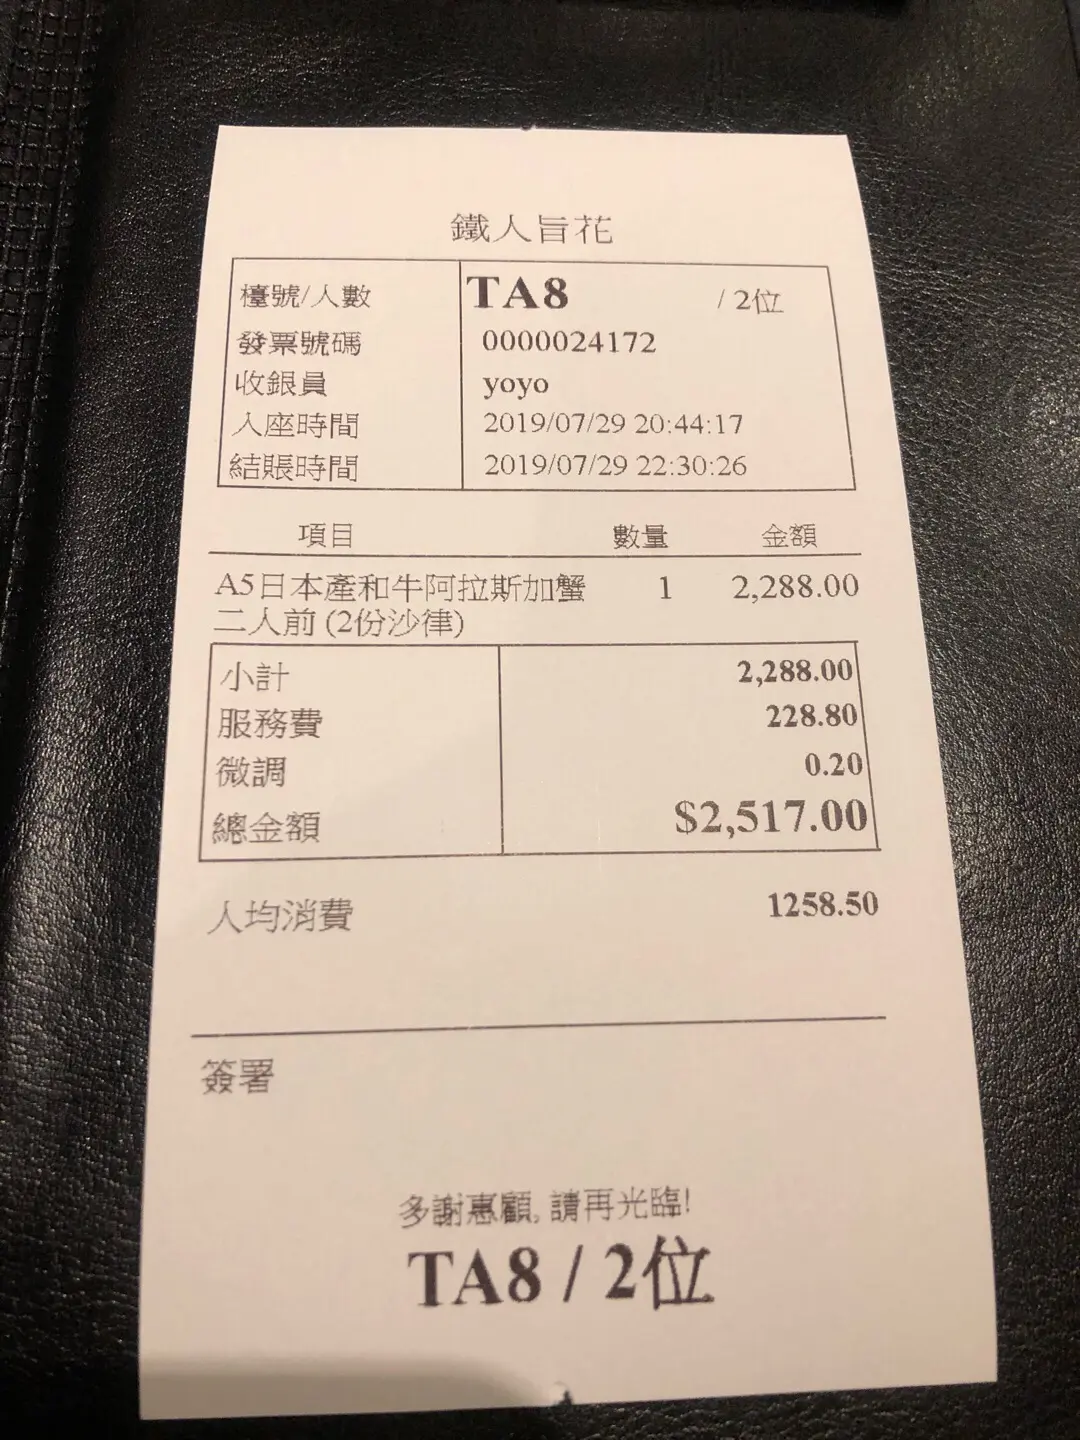 鐵人旨花
檯號/人數 TA8 / 2位
發票號碼 0000024172
收銀員 yoyo
入座時間 2019/07/29 20:44:17
結賬時間 2019/07/29 22:30:26
項目 數量 金額
A5日本產和牛阿拉斯加蟹 1 2,288.00
二人前 (2份沙律)
小計 2,288.00
服務費 228.80
微調 0.20
總金額 $2,517.00
人均消費 1258.50
簽署
多謝惠顧, 請再光臨!
TA8 / 2位